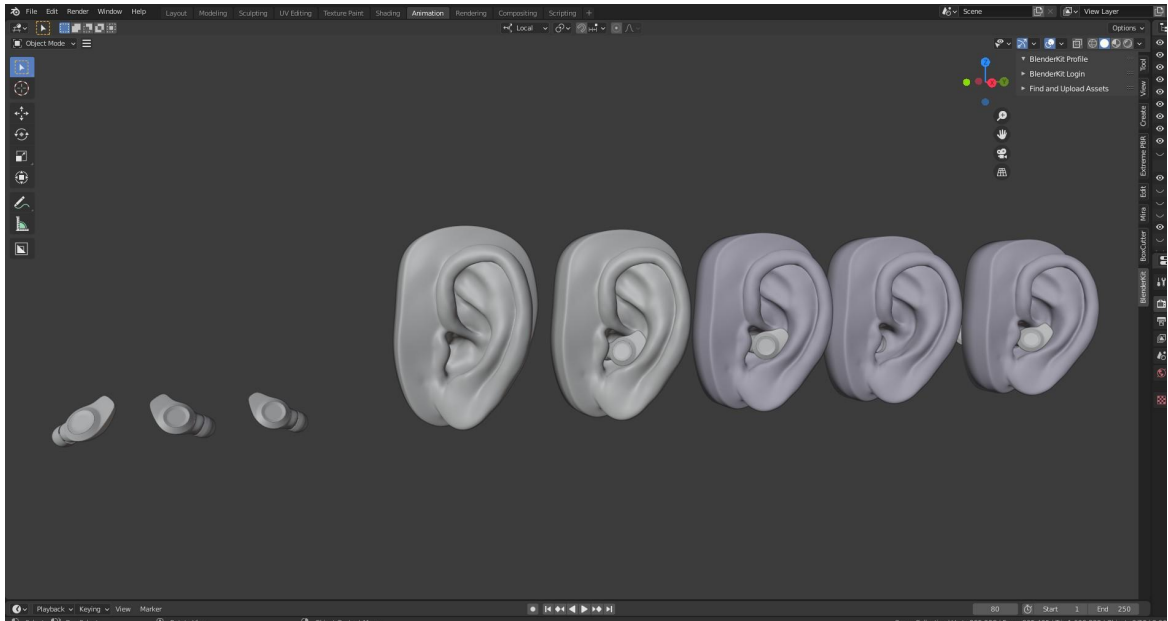 File Edit Render Window Help Layout Modeling Sculpting UV Editing Texture Paint Shading Animation Rendering Compositing Scripting + Scene View Layer
Local Options
Object Mode
BlenderKit Profile
BlenderKit Login
Find and Upload Assets
Tool
View
Create
Extreme PBR
Edit
Mira
BoxCutter
BlenderKit
Z
Playback Keying View Marker 80 Start 1 End 250